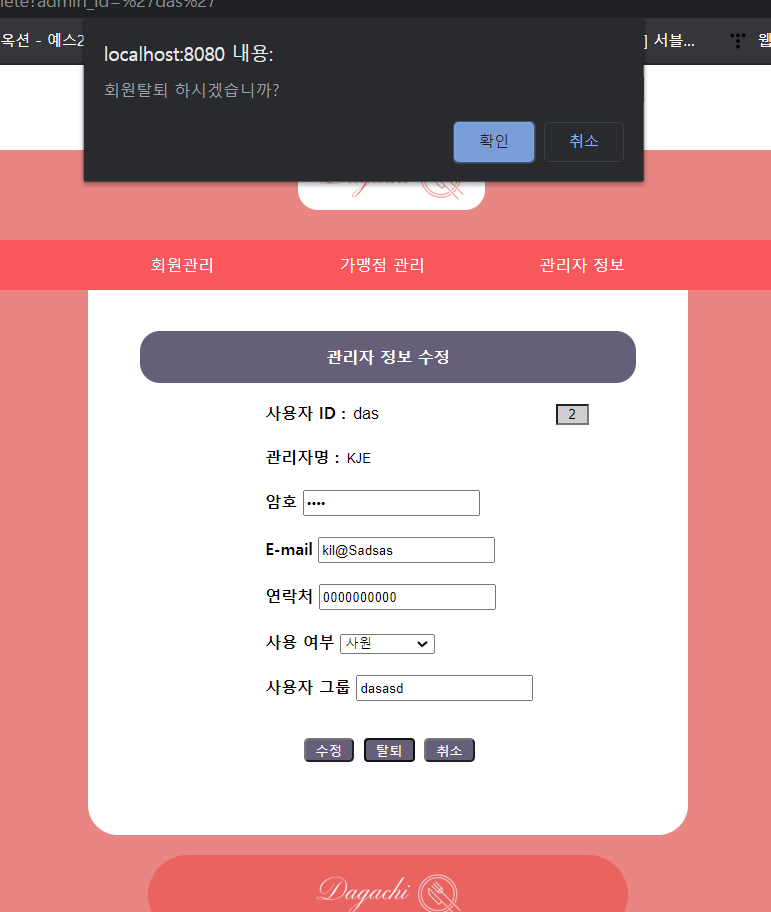 lete?admin_id=%27das%27
옥션 - 예스2
] 서블...
웹
localhost:8080 내용:
회원탈퇴 하시겠습니까?
확인 취소
회원관리 가맹점 관리 관리자 정보
관리자 정보 수정
사용자 ID : das 2
관리자명 : KJE
암호 ••••
E-mail kil@Sadsas
연락처 0000000000
사용 여부 사원
사용자 그룹 dasasd
수정 탈퇴 취소
Dagachi